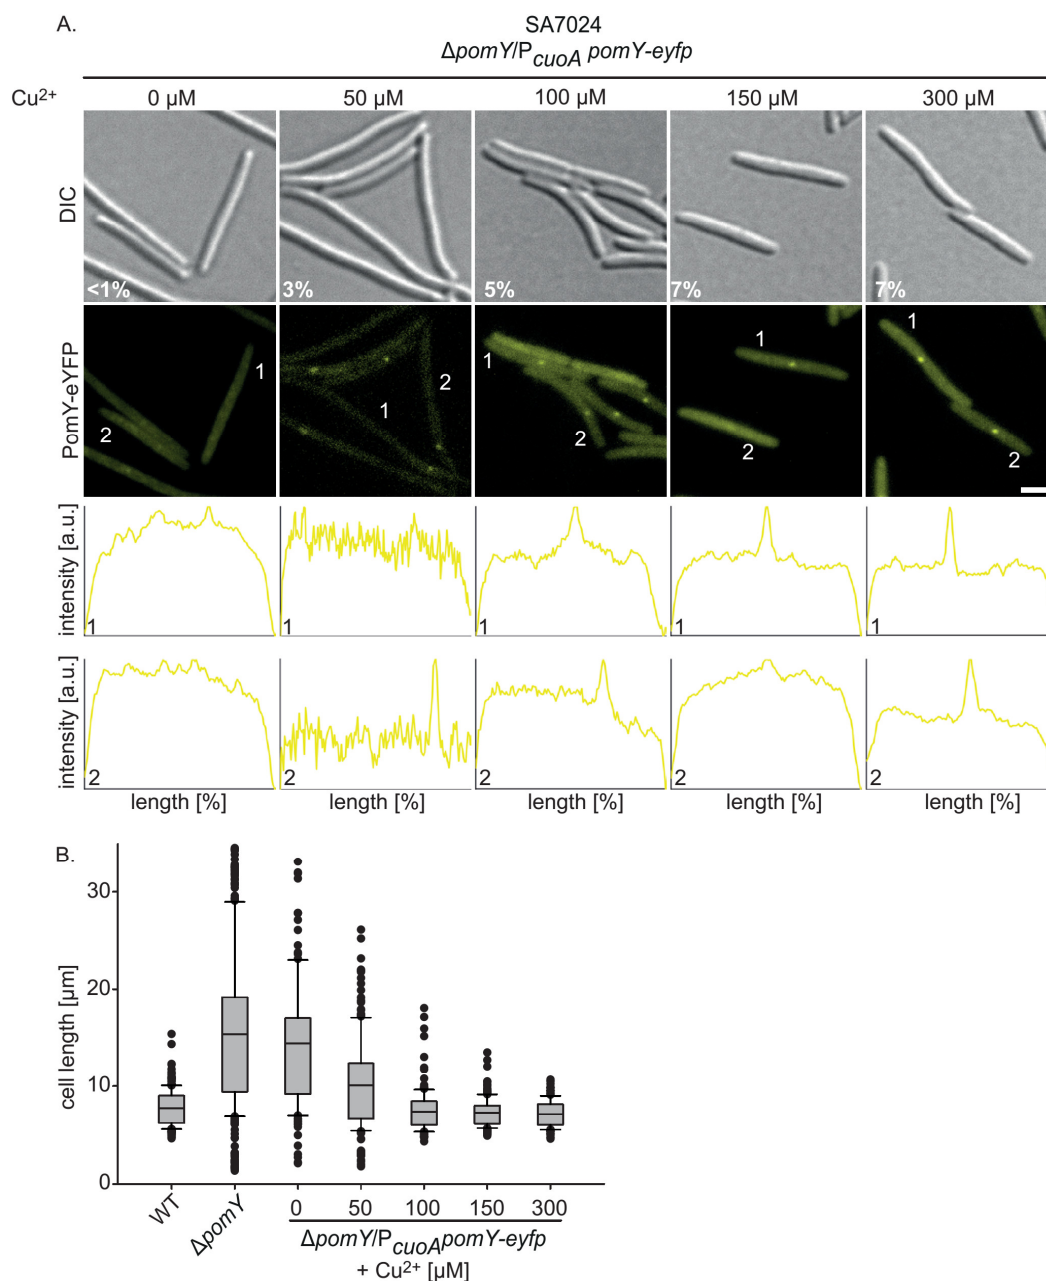 A.
SA7024
ΔpomY/PcuoA pomY-eyfp
Cu2+ 0 µM 50 µM 100 µM 150 µM 300 µM
DIC
<1% 3% 5% 7% 7%
PomY-eYFP
1 2 1 2 1 2 1 2 1 2
intensity [a.u.]
1 1 1 1 1
intensity [a.u.]
2 2 2 2 2
length [%] length [%] length [%] length [%] length [%]
B.
cell length [µm]
30
20
10
0
WT ΔpomY 0 50 100 150 300
ΔpomY/PcuoApomY-eyfp
+ Cu2+ [µM]